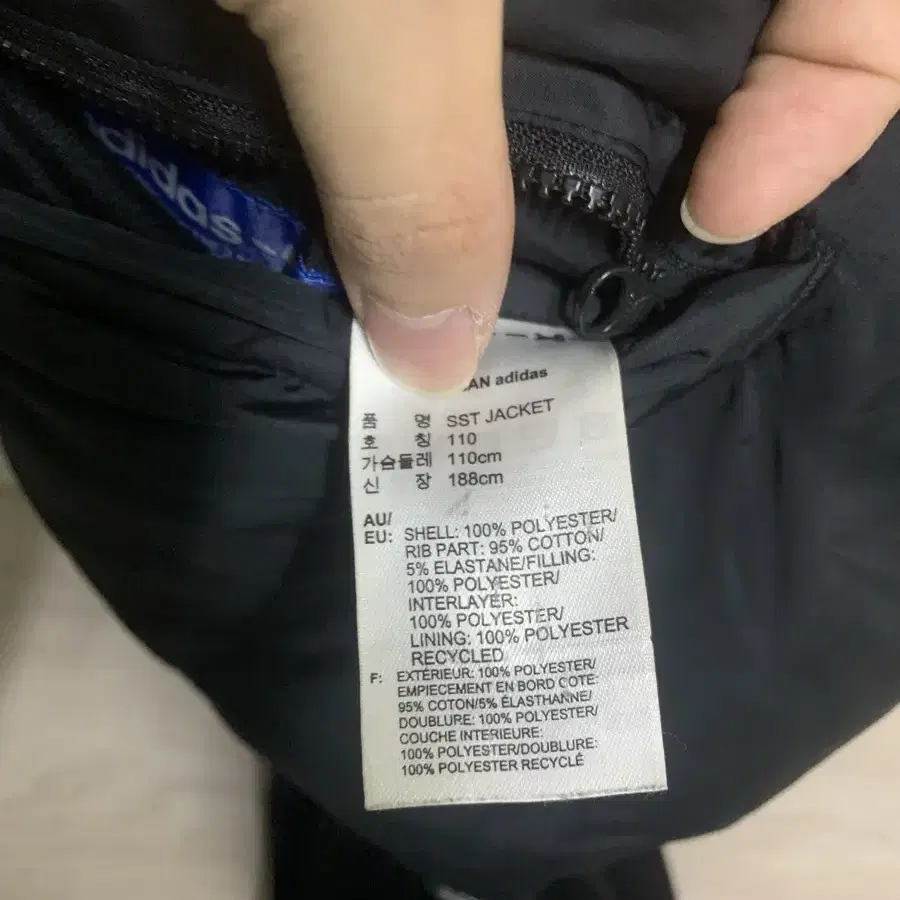 adidas
AN adidas
품 명 SST JACKET
호 칭 110
가슴둘레 110cm
신 장 188cm
AU/
EU: SHELL: 100% POLYESTER/
RIB PART: 95% COTTON/
5% ELASTANE/FILLING:
100% POLYESTER/
INTERLAYER:
100% POLYESTER/
LINING: 100% POLYESTER
RECYCLED
F: EXTÉRIEUR: 100% POLYESTER/
EMPIECEMENT EN BORD COTE:
95% COTON/5% ÉLASTHANNE/
DOUBLURE: 100% POLYESTER/
COUCHE INTERIEURE:
100% POLYESTER/DOUBLURE:
100% POLYESTER RECYCLÉ